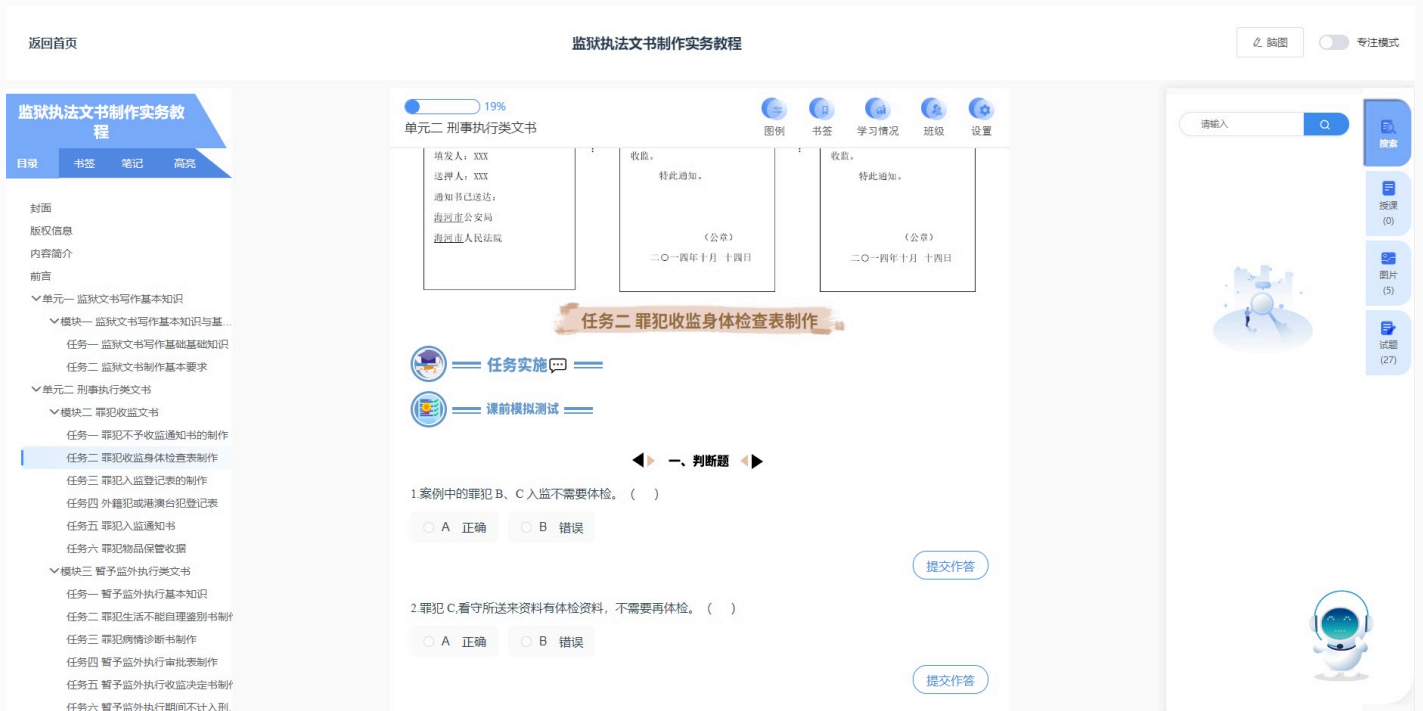 返回首页
监狱执法文书制作实务教程
脑图
专注模式
监狱执法文书制作实务教
程
目录 书签 笔记 高亮
封面
版权信息
内容简介
前言
单元一 监狱文书写作基本知识
模块一 监狱文书写作基本知识与基...
任务一 监狱文书写作基础基础知识
任务二 监狱文书制作基本要求
单元二 刑事执行类文书
模块二 罪犯收监文书
任务一 罪犯不予收监通知书的制作
任务二 罪犯收监身体检查表制作
任务三 罪犯入监登记表的制作
任务四 外籍犯或港澳台犯登记表
任务五 罪犯入监通知书
任务六 罪犯物品保管收据
模块三 暂予监外执行类文书
任务一 暂予监外执行基本知识
任务二 罪犯生活不能自理鉴别书制作
任务三 罪犯病情诊断书制作
任务四 暂予监外执行审批表制作
任务五 暂予监外执行收监决定书制作
任务六 暂予监外执行期间不计入刑...
19%
单元二 刑事执行类文书
图例 书签 学习情况 班级 设置
填发人：XXX
送押人：XXX
通知书已送达：
海河市公安局
海河市人民法院
收监。
特此通知。
（公章）
二〇一四年十月 十四日
收监。
特此通知。
（公章）
二〇一四年十月 十四日
任务二 罪犯收监身体检查表制作
任务实施
课前模拟测试
一、判断题
1.案例中的罪犯 B、C 入监不需要体检。（ ）
A 正确 B 错误
提交作答
2.罪犯 C,看守所送来资料有体检资料，不需要再体检。（ ）
A 正确 B 错误
提交作答
请输入
搜索
授课
(0)
图片
(5)
试题
(27)